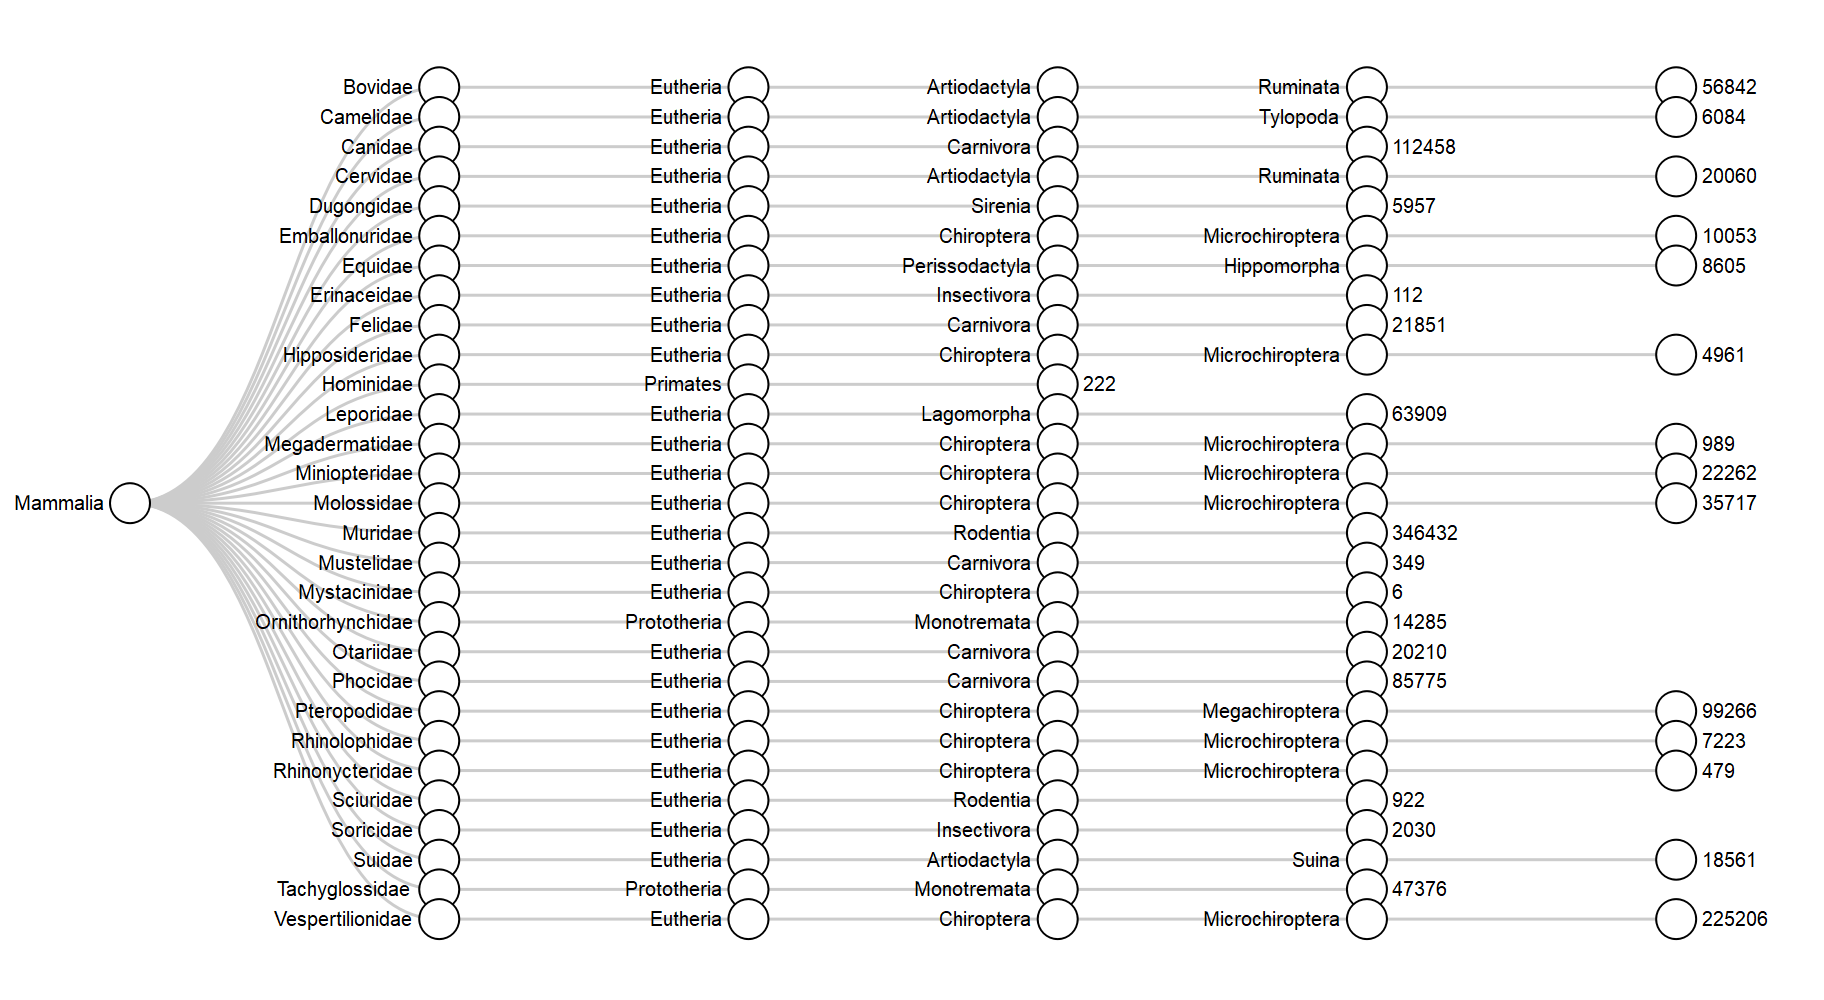 Bovidae Eutheria Artiodactyla Ruminata 56842
Camelidae Eutheria Artiodactyla Tylopoda 6084
Canidae Eutheria Carnivora 112458
Cervidae Eutheria Artiodactyla Ruminata 20060
Dugongidae Eutheria Sirenia 5957
Emballonuridae Eutheria Chiroptera Microchiroptera 10053
Equidae Eutheria Perissodactyla Hippomorpha 8605
Erinaceidae Eutheria Insectivora 112
Felidae Eutheria Carnivora 21851
Hipposideridae Eutheria Chiroptera Microchiroptera 4961
Hominidae Primates 222
Leporidae Eutheria Lagomorpha 63909
Megadermatidae Eutheria Chiroptera Microchiroptera 989
Miniopteridae Eutheria Chiroptera Microchiroptera 22262
Mammalia Molossidae Eutheria Chiroptera Microchiroptera 35717
Muridae Eutheria Rodentia 346432
Mustelidae Eutheria Carnivora 349
Mystacinidae Eutheria Chiroptera 6
Ornithorhynchidae Prototheria Monotremata 14285
Otariidae Eutheria Carnivora 20210
Phocidae Eutheria Carnivora 85775
Pteropodidae Eutheria Chiroptera Megachiroptera 99266
Rhinolophidae Eutheria Chiroptera Microchiroptera 7223
Rhinonycteridae Eutheria Chiroptera Microchiroptera 479
Sciuridae Eutheria Rodentia 922
Soricidae Eutheria Insectivora 2030
Suidae Eutheria Artiodactyla Suina 18561
Tachyglossidae Prototheria Monotremata 47376
Vespertilionidae Eutheria Chiroptera Microchiroptera 225206